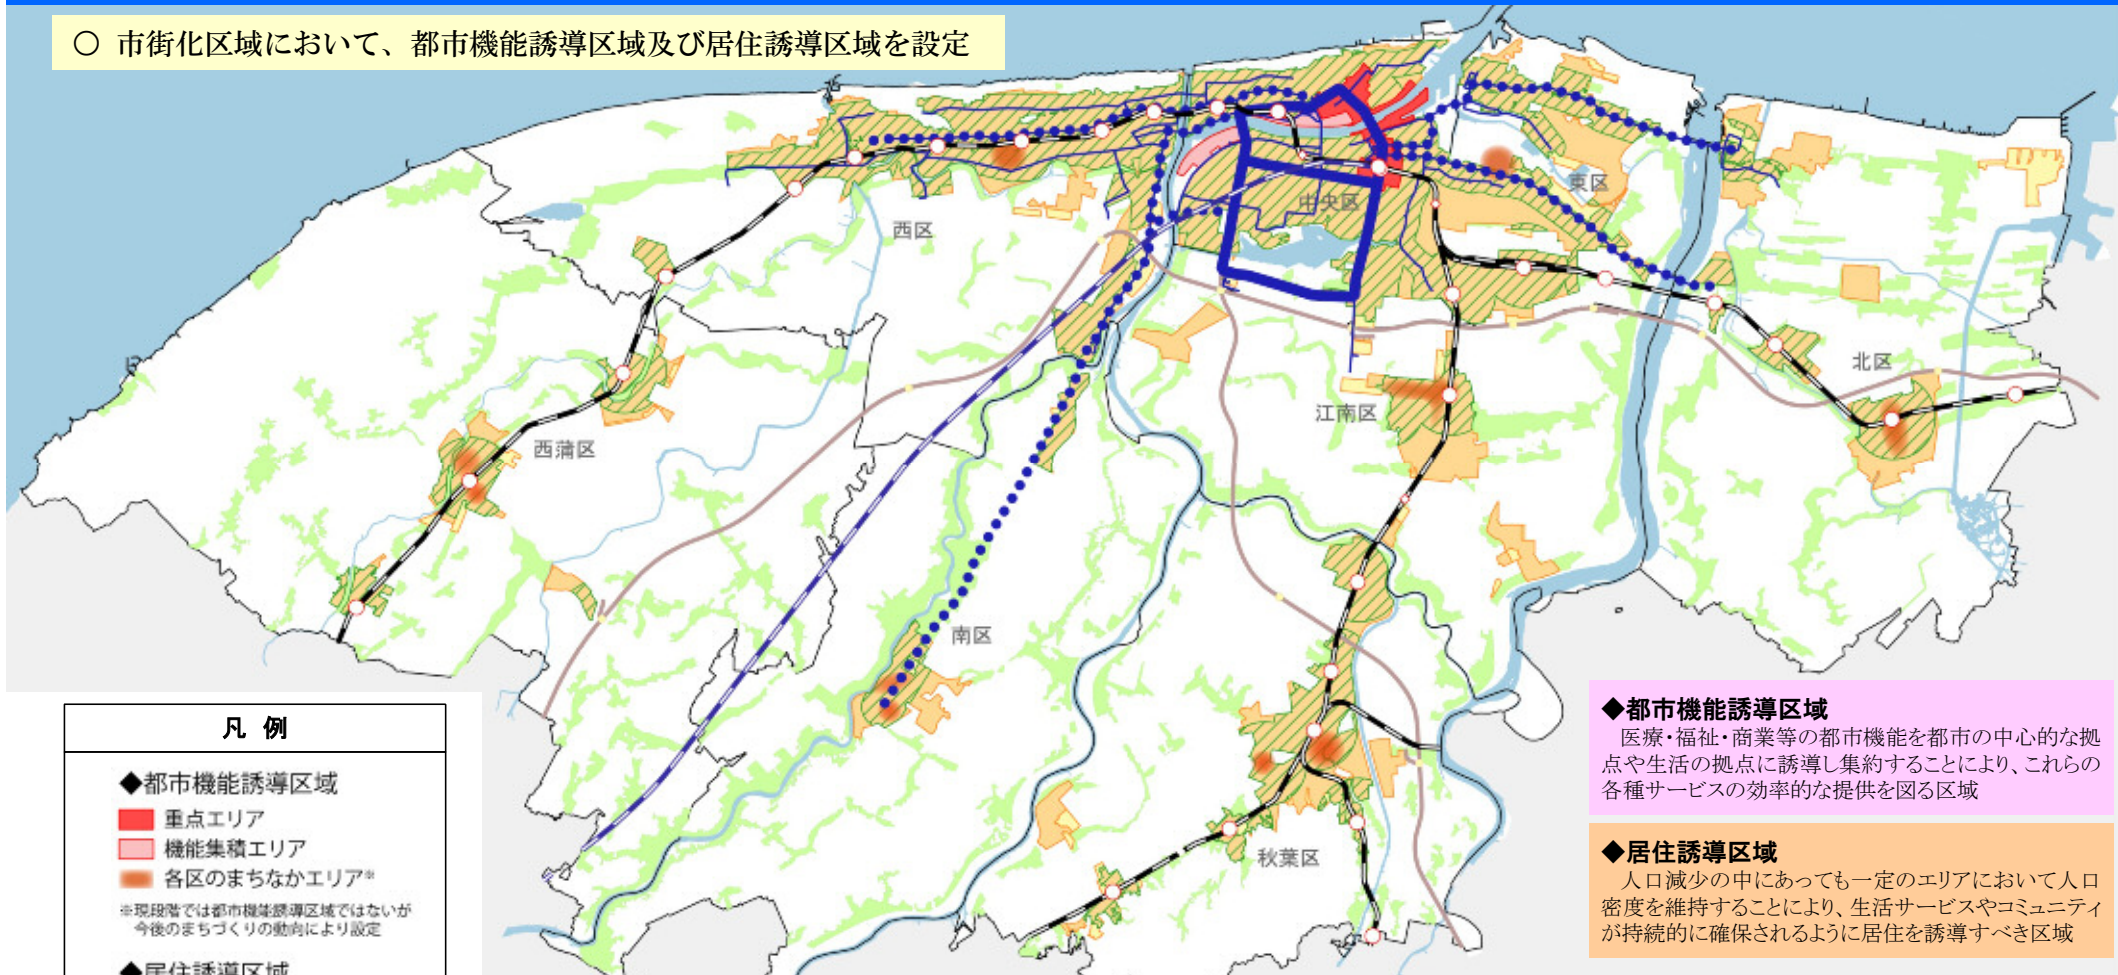 〇 市街化区域において、都市機能誘導区域及び居住誘導区域を設定
東区
中央区
西区
北区
江南区
西蒲区
南区
秋葉区
凡 例
◆都市機能誘導区域
重点エリア
機能集積エリア
各区のまちなかエリア※
※現段階では都市機能誘導区域ではないが
今後のまちづくりの動向により設定
◆居住誘導区域
◆都市機能誘導区域
医療・福祉・商業等の都市機能を都市の中心的な拠
点や生活の拠点に誘導し集約することにより、これらの
各種サービスの効率的な提供を図る区域
◆居住誘導区域
人口減少の中にあっても一定のエリアにおいて人口
密度を維持することにより、生活サービスやコミュニティ
が持続的に確保されるように居住を誘導すべき区域